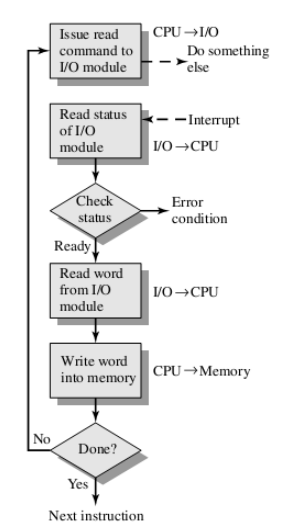 Issue read
command to
I/O module
CPU → I/O
Do something
else
Read status
of I/O
module
Interrupt
I/O → CPU
Check
status
Error
condition
Ready
Read word
from I/O
module
I/O → CPU
Write word
into memory
CPU → Memory
No
Done?
Yes
Next instruction